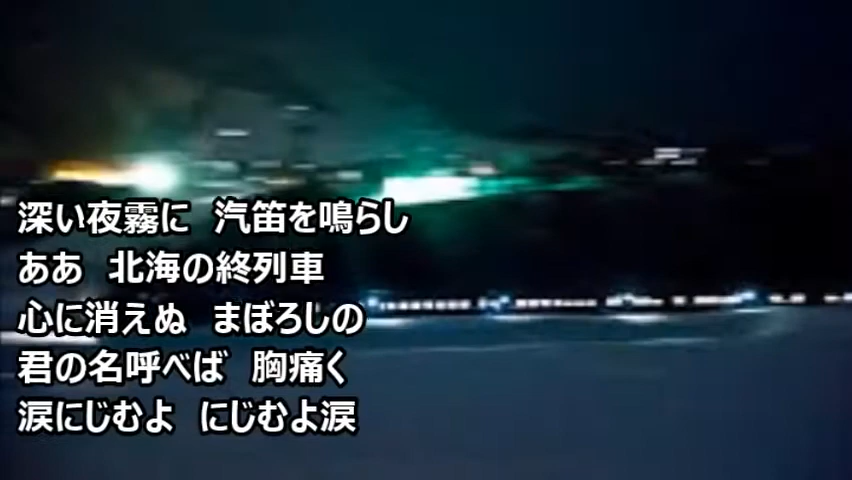 深い夜霧に　汽笛を鳴らし
ああ　北海の終列車
心に消えぬ　まぼろしの
君の名呼べば　胸痛く
涙にじむよ　にじむよ涙